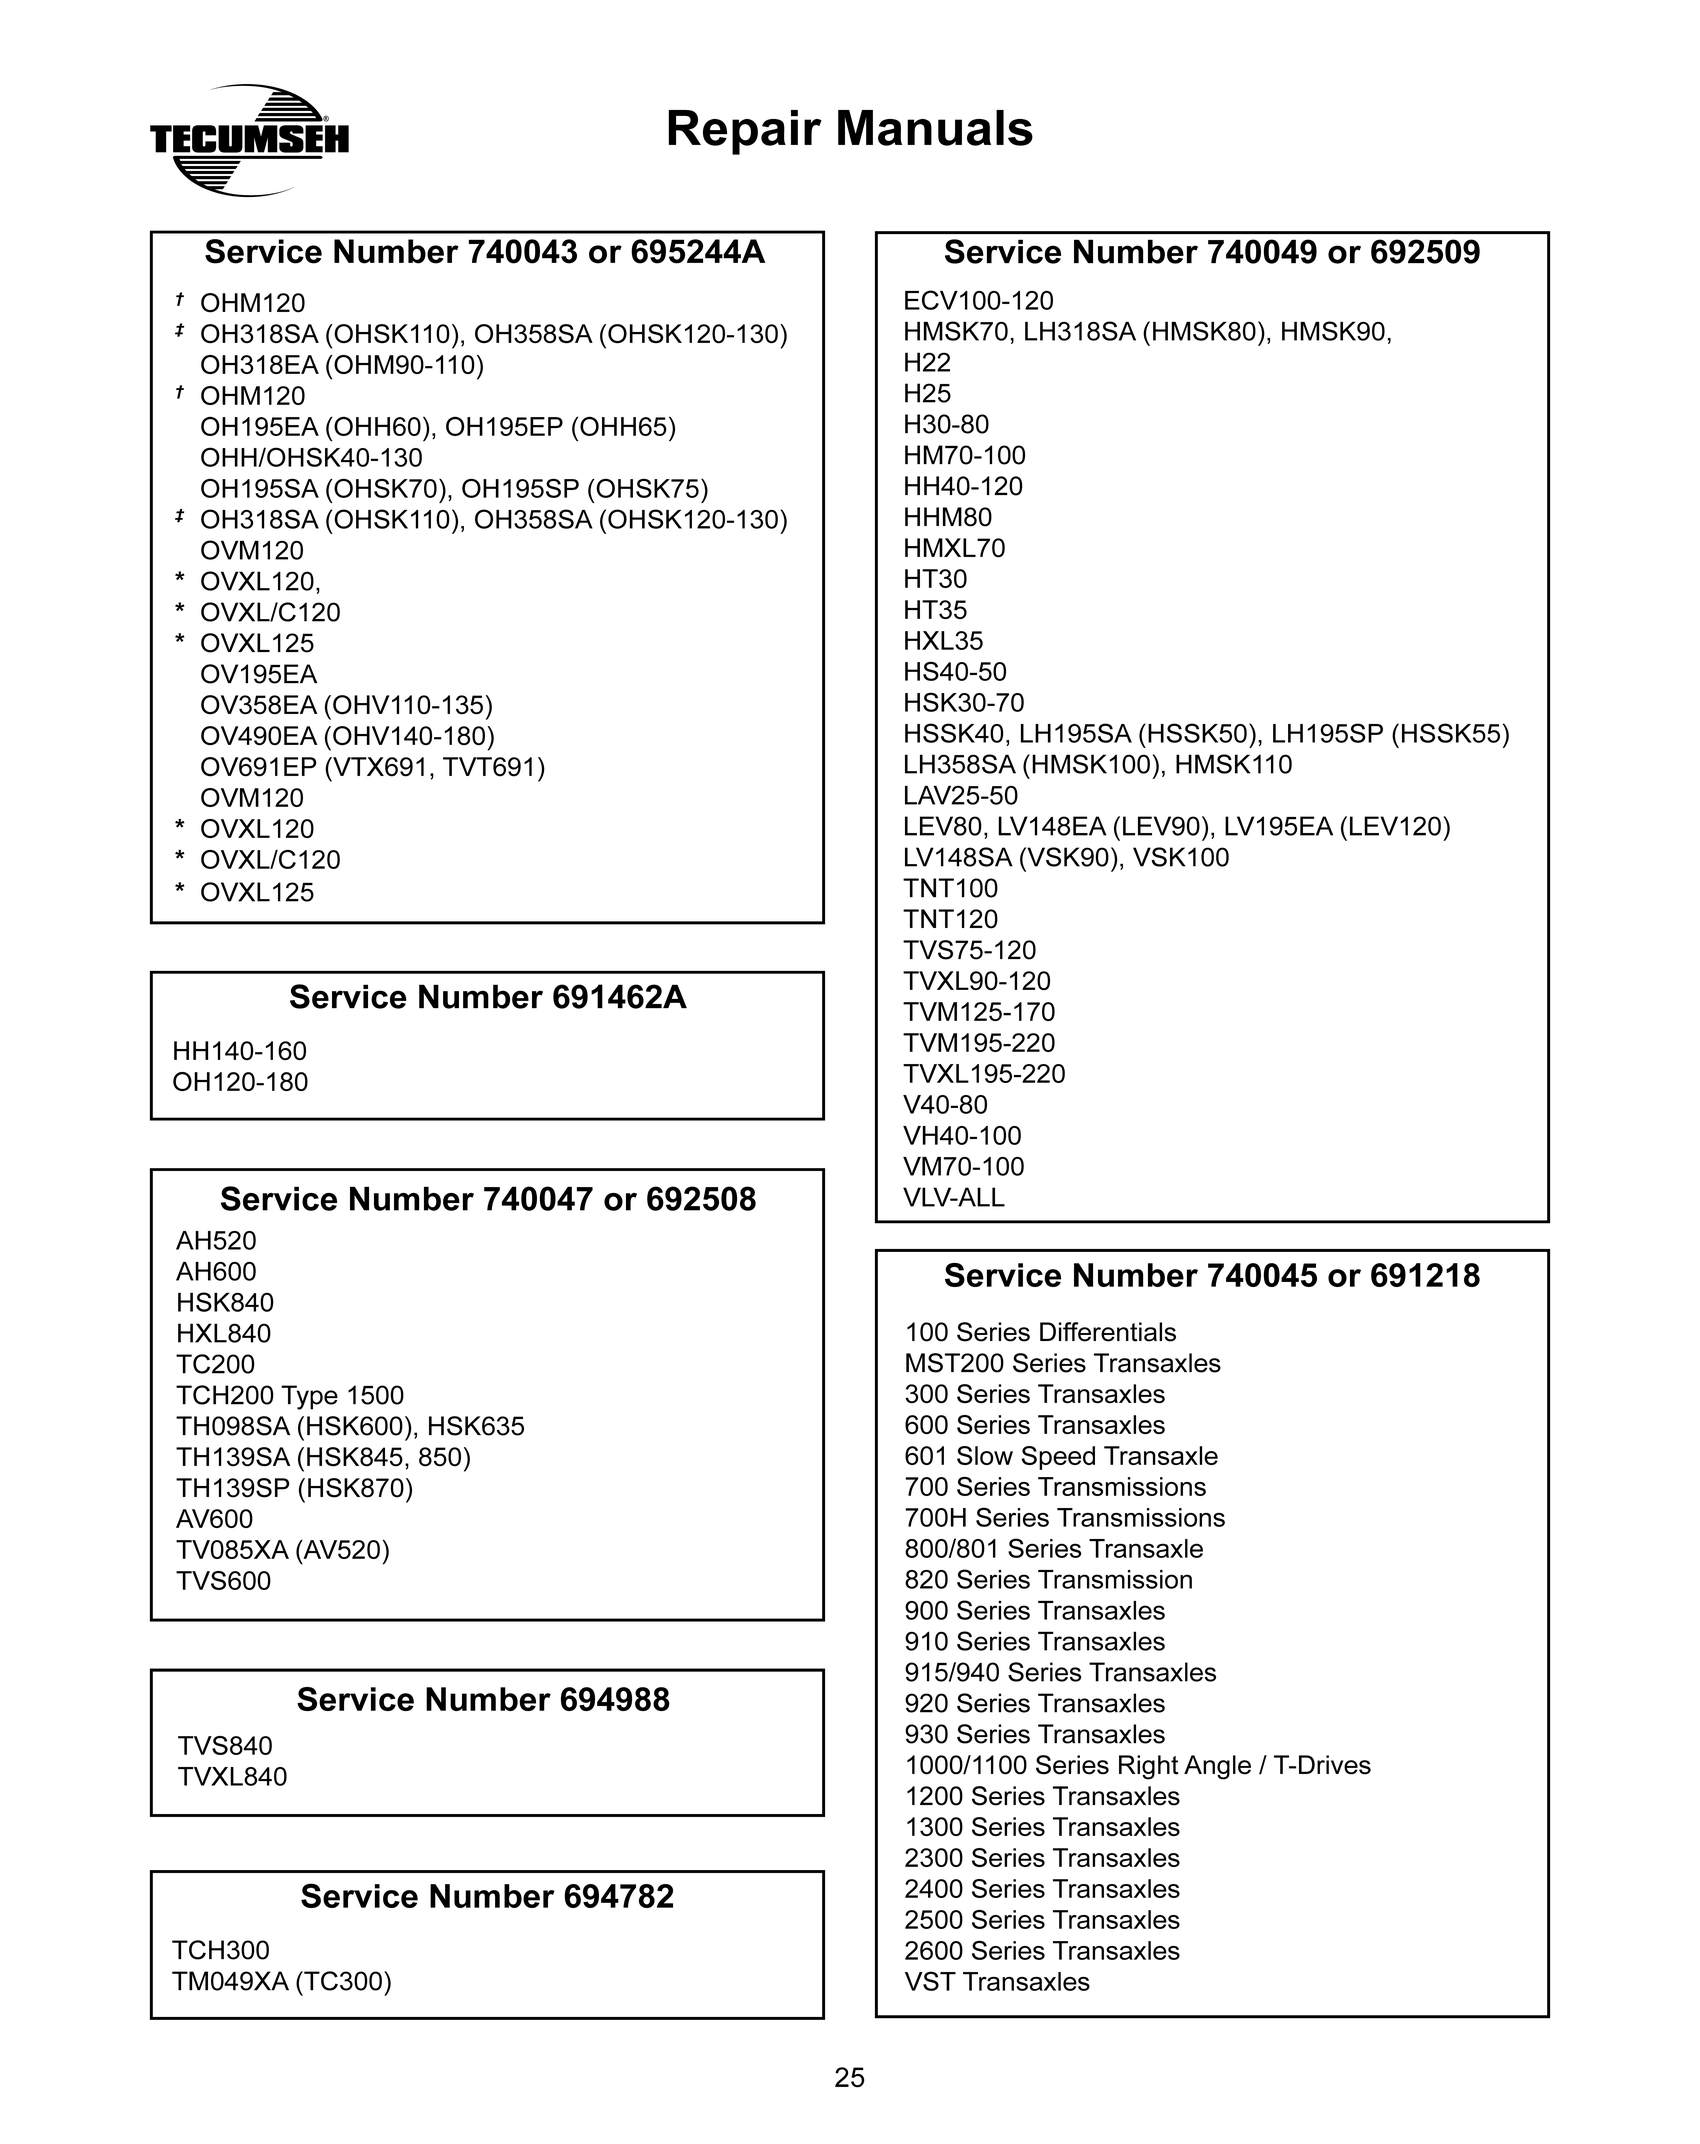 TECUMSEH®
Repair Manuals
Service Number 740043 or 695244A
† OHM120
‡ OH318SA (OHSK110), OH358SA (OHSK120-130)
OH318EA (OHM90-110)
† OHM120
OH195EA (OHH60), OH195EP (OHH65)
OHH/OHSK40-130
OH195SA (OHSK70), OH195SP (OHSK75)
‡ OH318SA (OHSK110), OH358SA (OHSK120-130)
OVM120
* OVXL120,
* OVXL/C120
* OVXL125
OV195EA
OV358EA (OHV110-135)
OV490EA (OHV140-180)
OV691EP (VTX691, TVT691)
OVM120
* OVXL120
* OVXL/C120
* OVXL125
Service Number 691462A
HH140-160
OH120-180
Service Number 740047 or 692508
AH520
AH600
HSK840
HXL840
TC200
TCH200 Type 1500
TH098SA (HSK600), HSK635
TH139SA (HSK845, 850)
TH139SP (HSK870)
AV600
TV085XA (AV520)
TVS600
Service Number 694988
TVS840
TVXL840
Service Number 694782
TCH300
TM049XA (TC300)
Service Number 740049 or 692509
ECV100-120
HMSK70, LH318SA (HMSK80), HMSK90,
H22
H25
H30-80
HM70-100
HH40-120
HHM80
HMXL70
HT30
HT35
HXL35
HS40-50
HSK30-70
HSSK40, LH195SA (HSSK50), LH195SP (HSSK55)
LH358SA (HMSK100), HMSK110
LAV25-50
LEV80, LV148EA (LEV90), LV195EA (LEV120)
LV148SA (VSK90), VSK100
TNT100
TNT120
TVS75-120
TVXL90-120
TVM125-170
TVM195-220
TVXL195-220
V40-80
VH40-100
VM70-100
VLV-ALL
Service Number 740045 or 691218
100 Series Differentials
MST200 Series Transaxles
300 Series Transaxles
600 Series Transaxles
601 Slow Speed Transaxle
700 Series Transmissions
700H Series Transmissions
800/801 Series Transaxle
820 Series Transmission
900 Series Transaxles
910 Series Transaxles
915/940 Series Transaxles
920 Series Transaxles
930 Series Transaxles
1000/1100 Series Right Angle / T-Drives
1200 Series Transaxles
1300 Series Transaxles
2300 Series Transaxles
2400 Series Transaxles
2500 Series Transaxles
2600 Series Transaxles
VST Transaxles
25